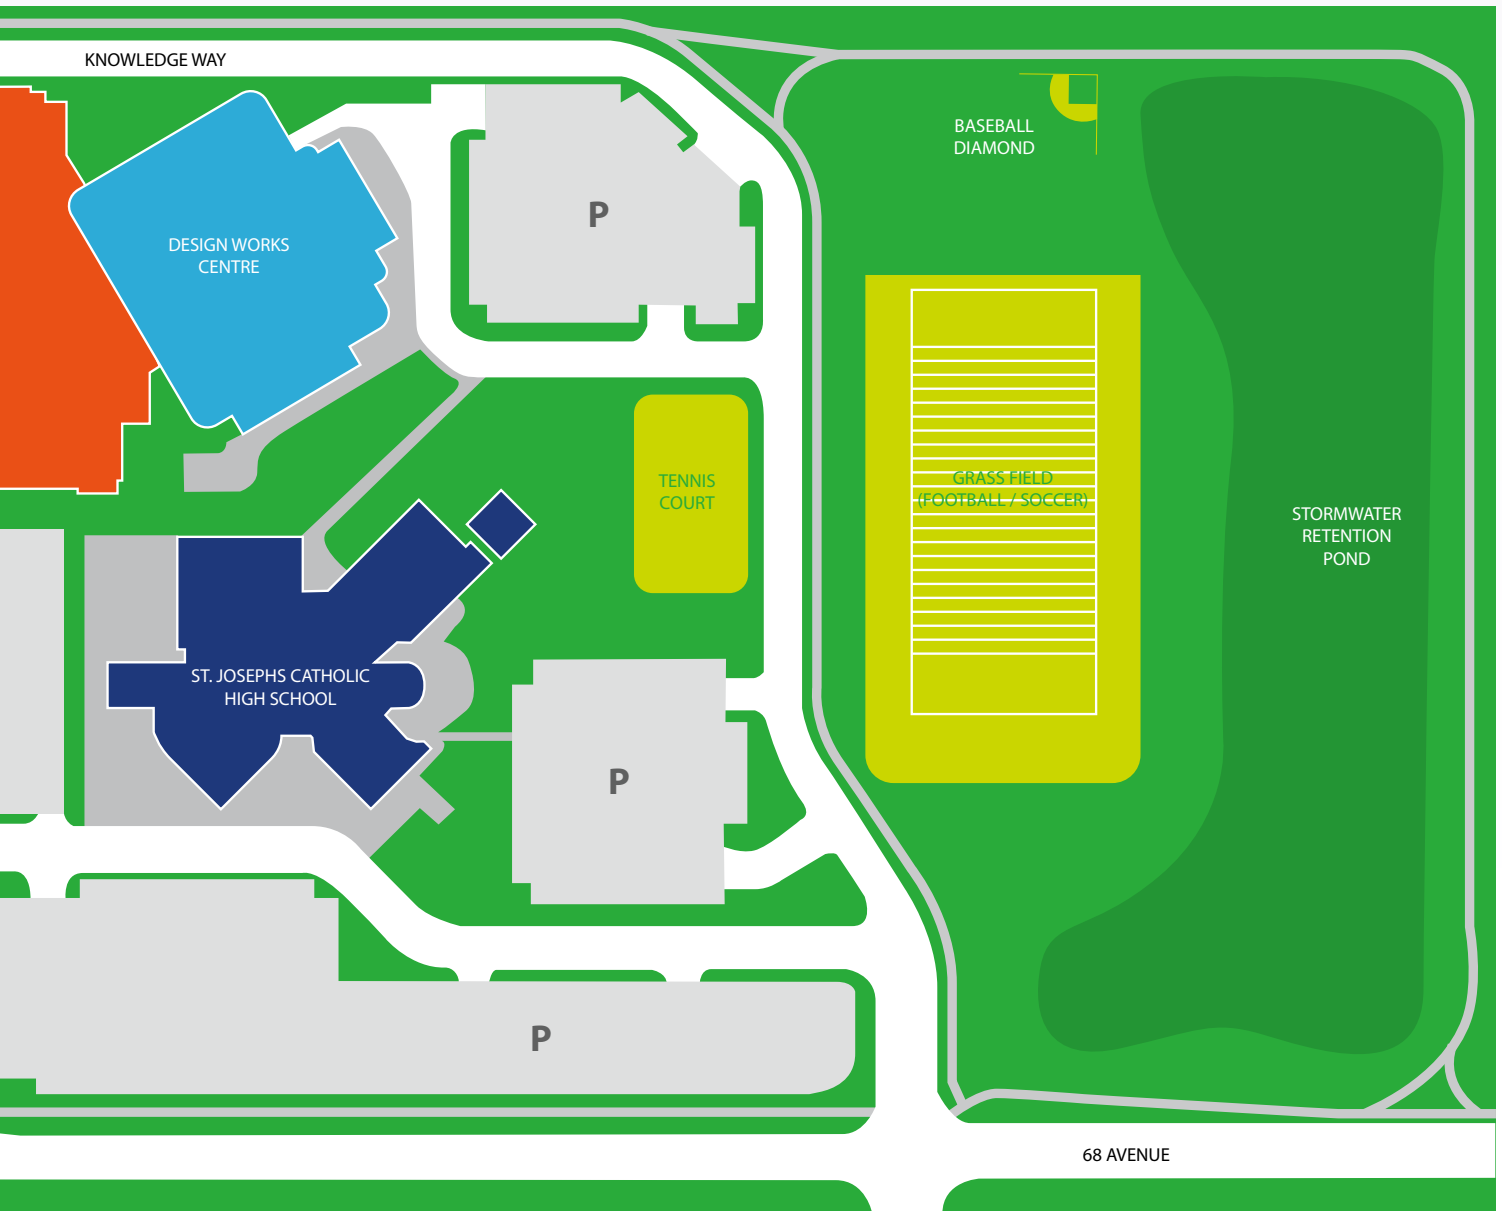 KNOWLEDGE WAY
BASEBALL
DIAMOND
P
DESIGN WORKS
CENTRE
TENNIS
COURT
GRASS FIELD
(FOOTBALL / SOCCER)
STORMWATER
RETENTION
POND
ST. JOSEPHS CATHOLIC
HIGH SCHOOL
P
P
68 AVENUE